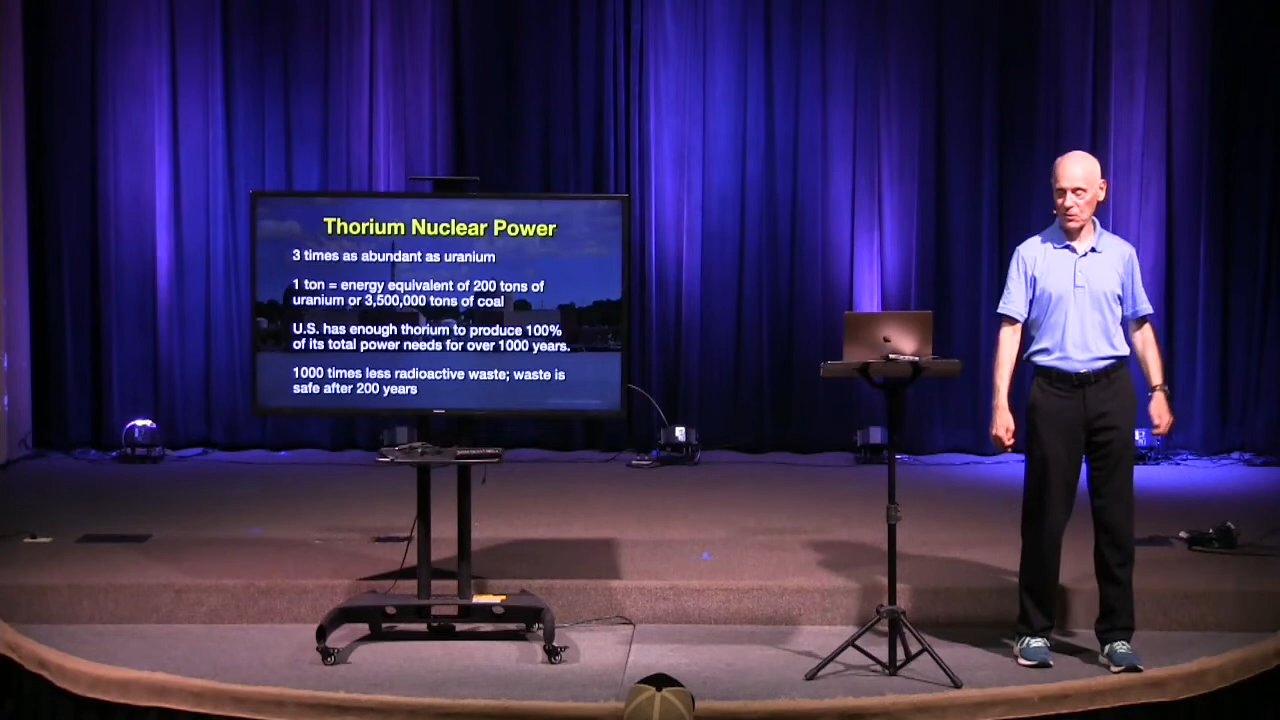 Thorium Nuclear Power
3 times as abundant as uranium
1 ton = energy equivalent of 200 tons of
uranium or 3,500,000 tons of coal
U.S. has enough thorium to produce 100%
of its total power needs for over 1000 years.
1000 times less radioactive waste; waste is
safe after 200 years